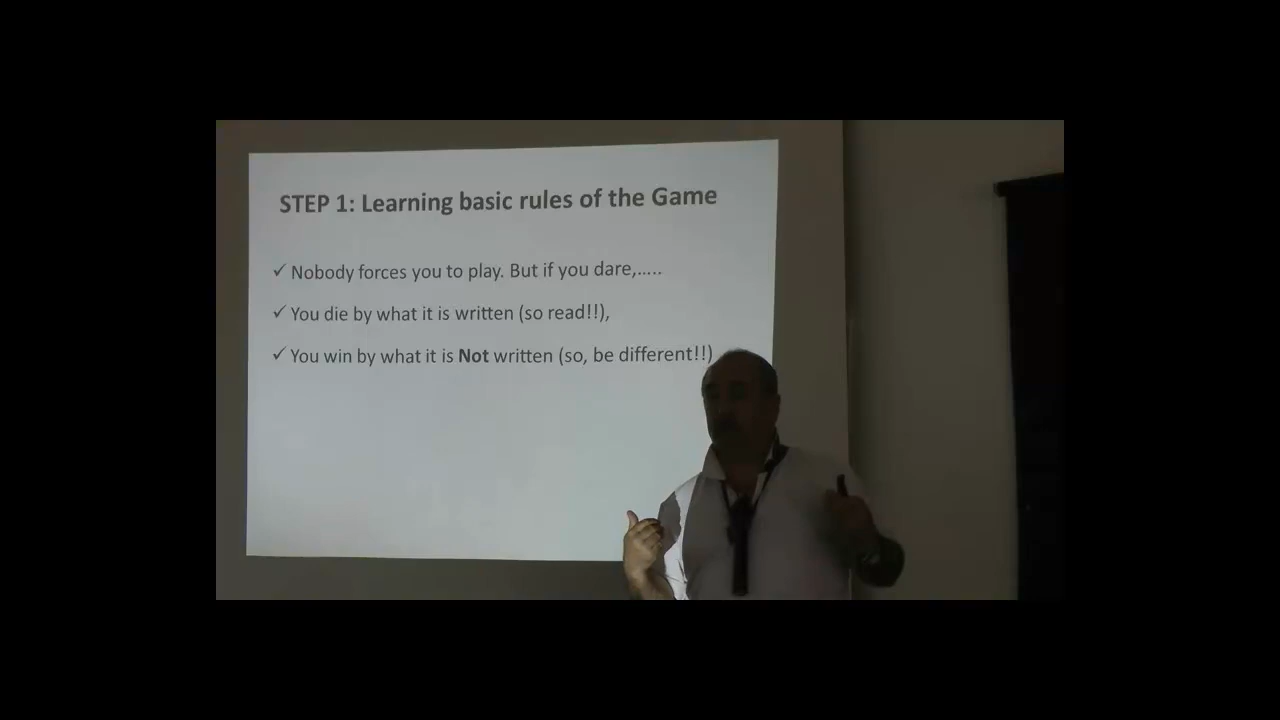 STEP 1: Learning basic rules of the Game
✓ Nobody forces you to play. But if you dare,.....
✓ You die by what it is written (so read!!),
✓ You win by what it is Not written (so, be different!!)